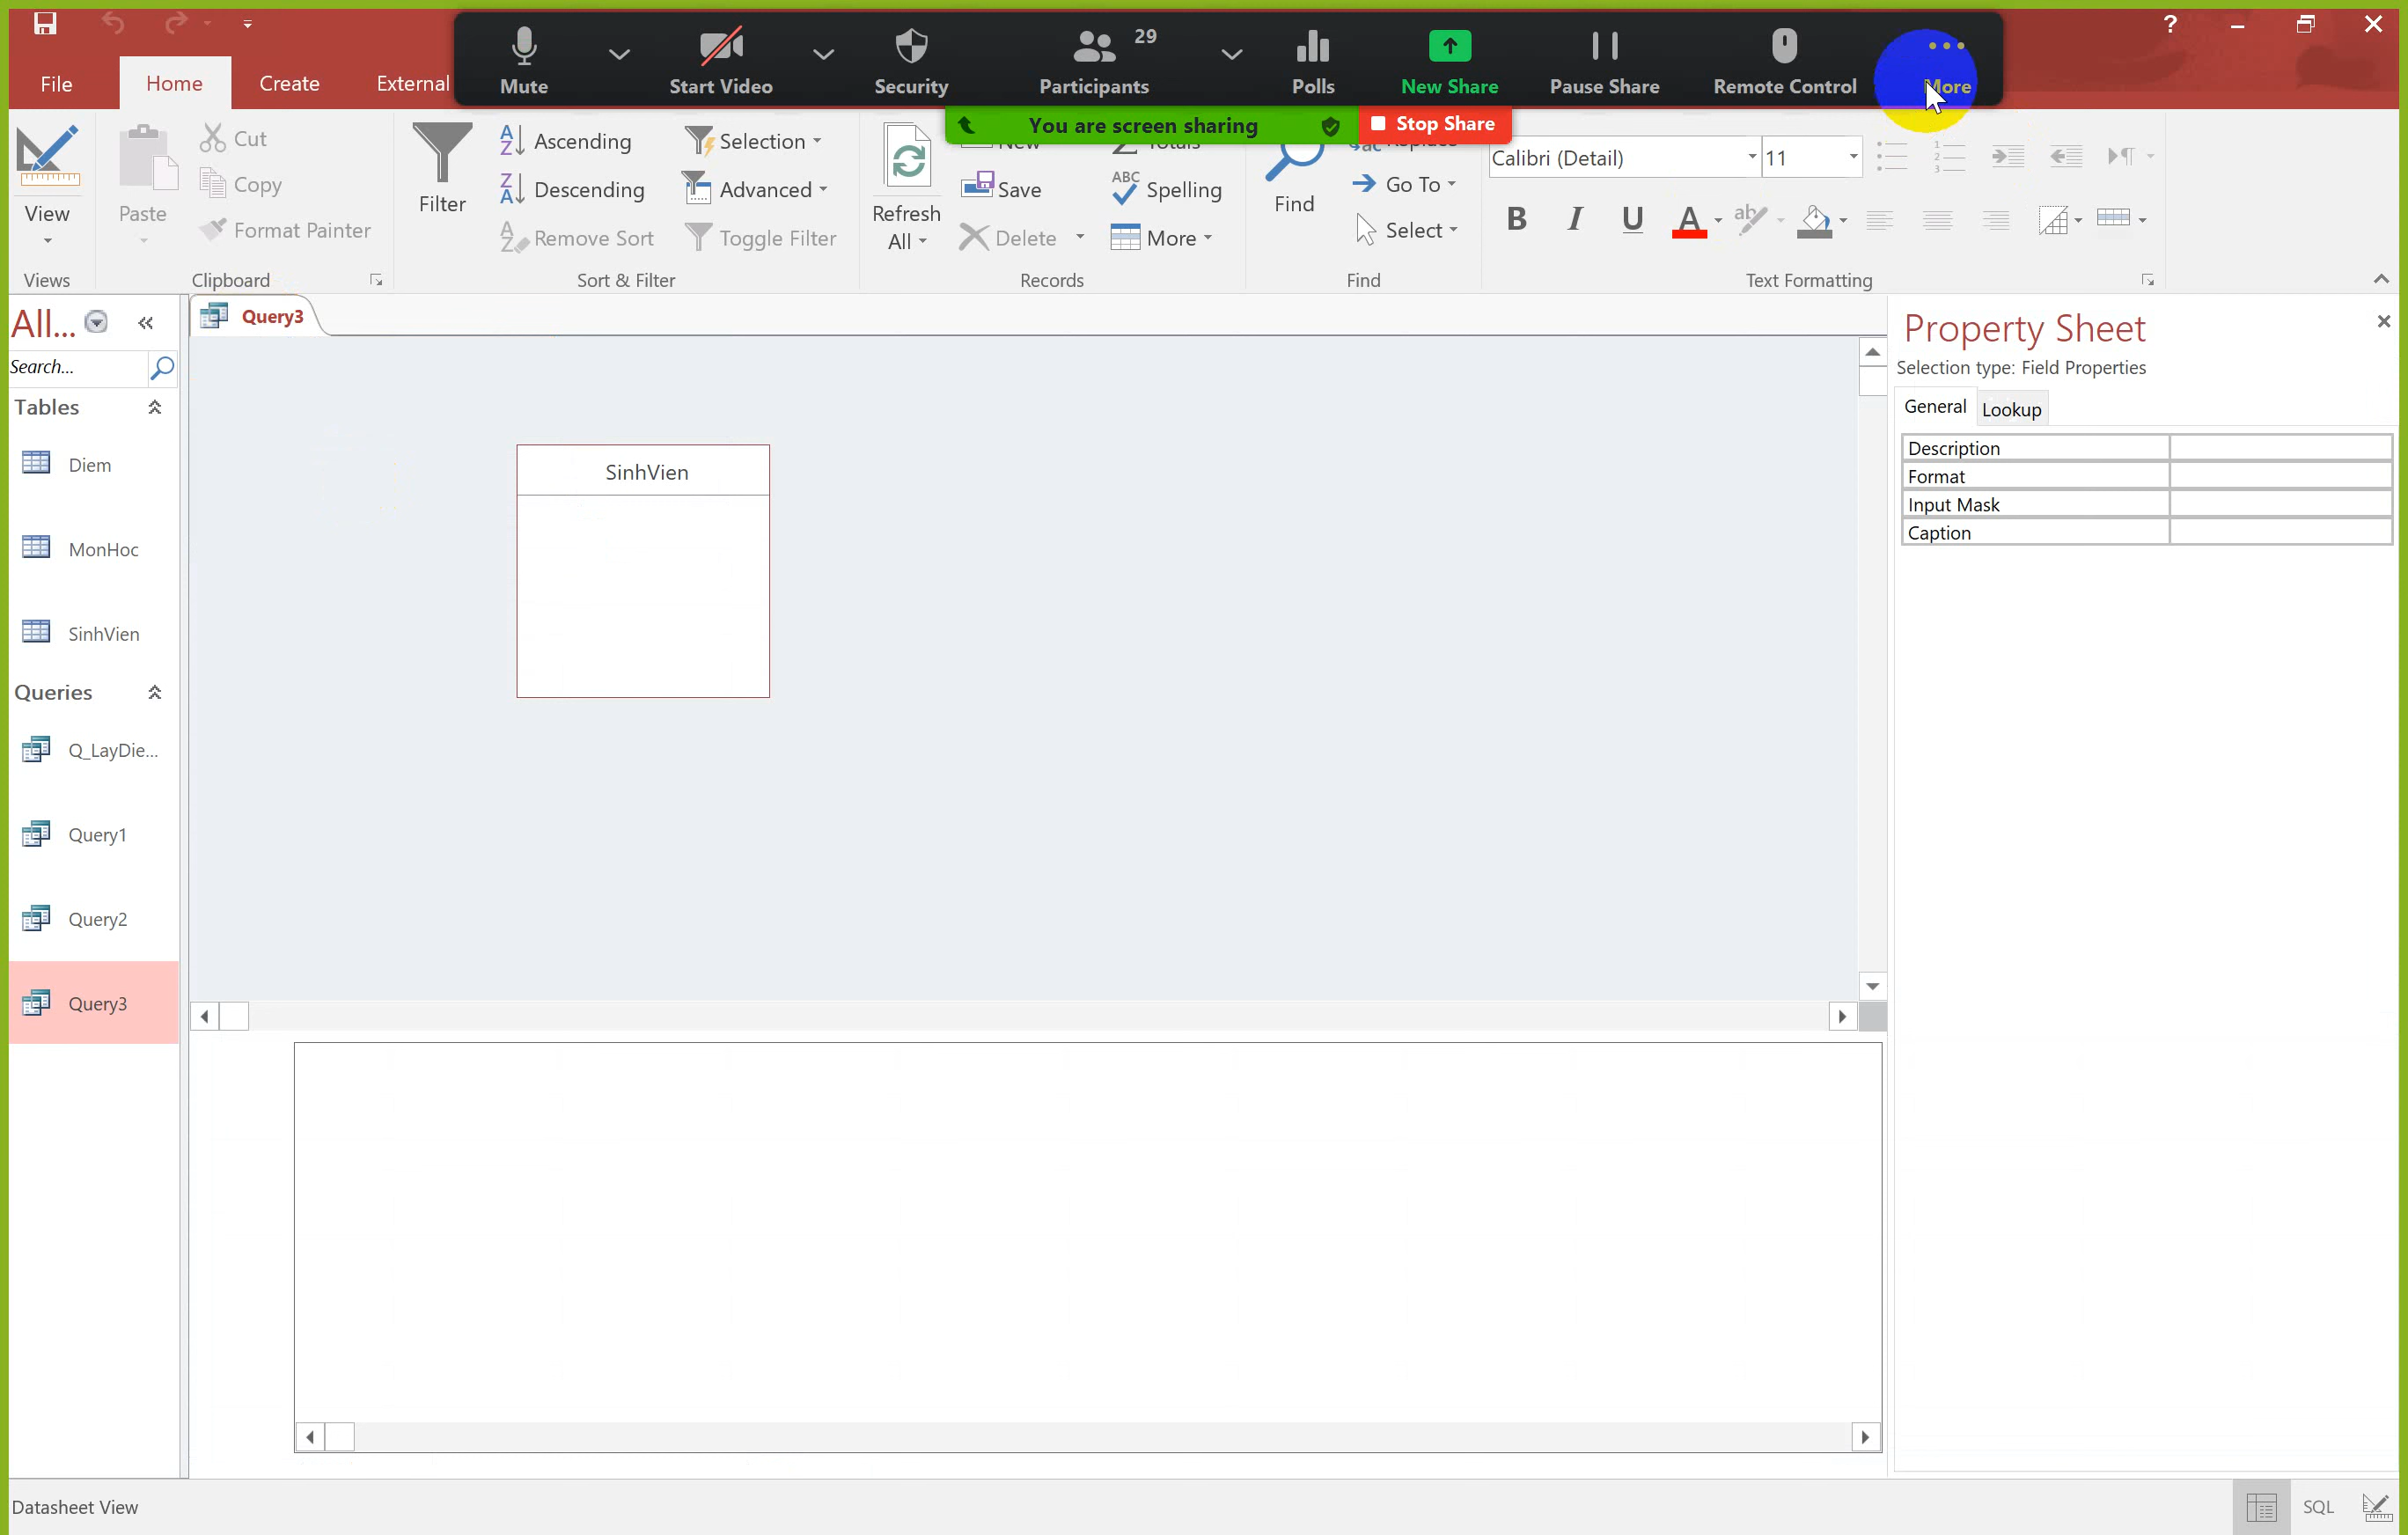 Mute
Start Video
Security
Participants
29
Polls
New Share
Pause Share
Remote Control
More
File
Home
Create
External
You are screen sharing
Stop Share
View
Views
Paste
Cut
Copy
Format Painter
Clipboard
Filter
Ascending
Descending
Remove Sort
Selection
Advanced
Toggle Filter
Sort & Filter
Refresh
All
New
Save
Delete
Totals
Spelling
More
Records
Find
Replace
Go To
Select
Find
Calibri (Detail)
11
B I U A
Text Formatting
All...
Search...
Tables
Diem
MonHoc
SinhVien
Queries
Q_LayDie...
Query1
Query2
Query3
Query3
SinhVien
Property Sheet
Selection type: Field Properties
General
Lookup
Description
Format
Input Mask
Caption
Datasheet View
SQL